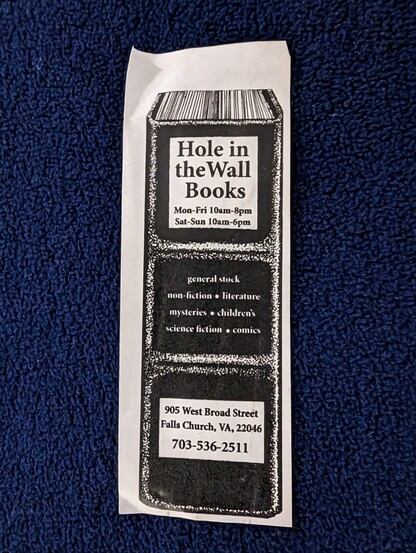 Hole in
the Wall
Books
Mon-Fri 10am-8pm
Sat-Sun 10am-6pm
general stock
non-fiction • literature
mysteries • children's
science fiction • comics
905 West Broad Street
Falls Church, VA, 22046
703-536-2511